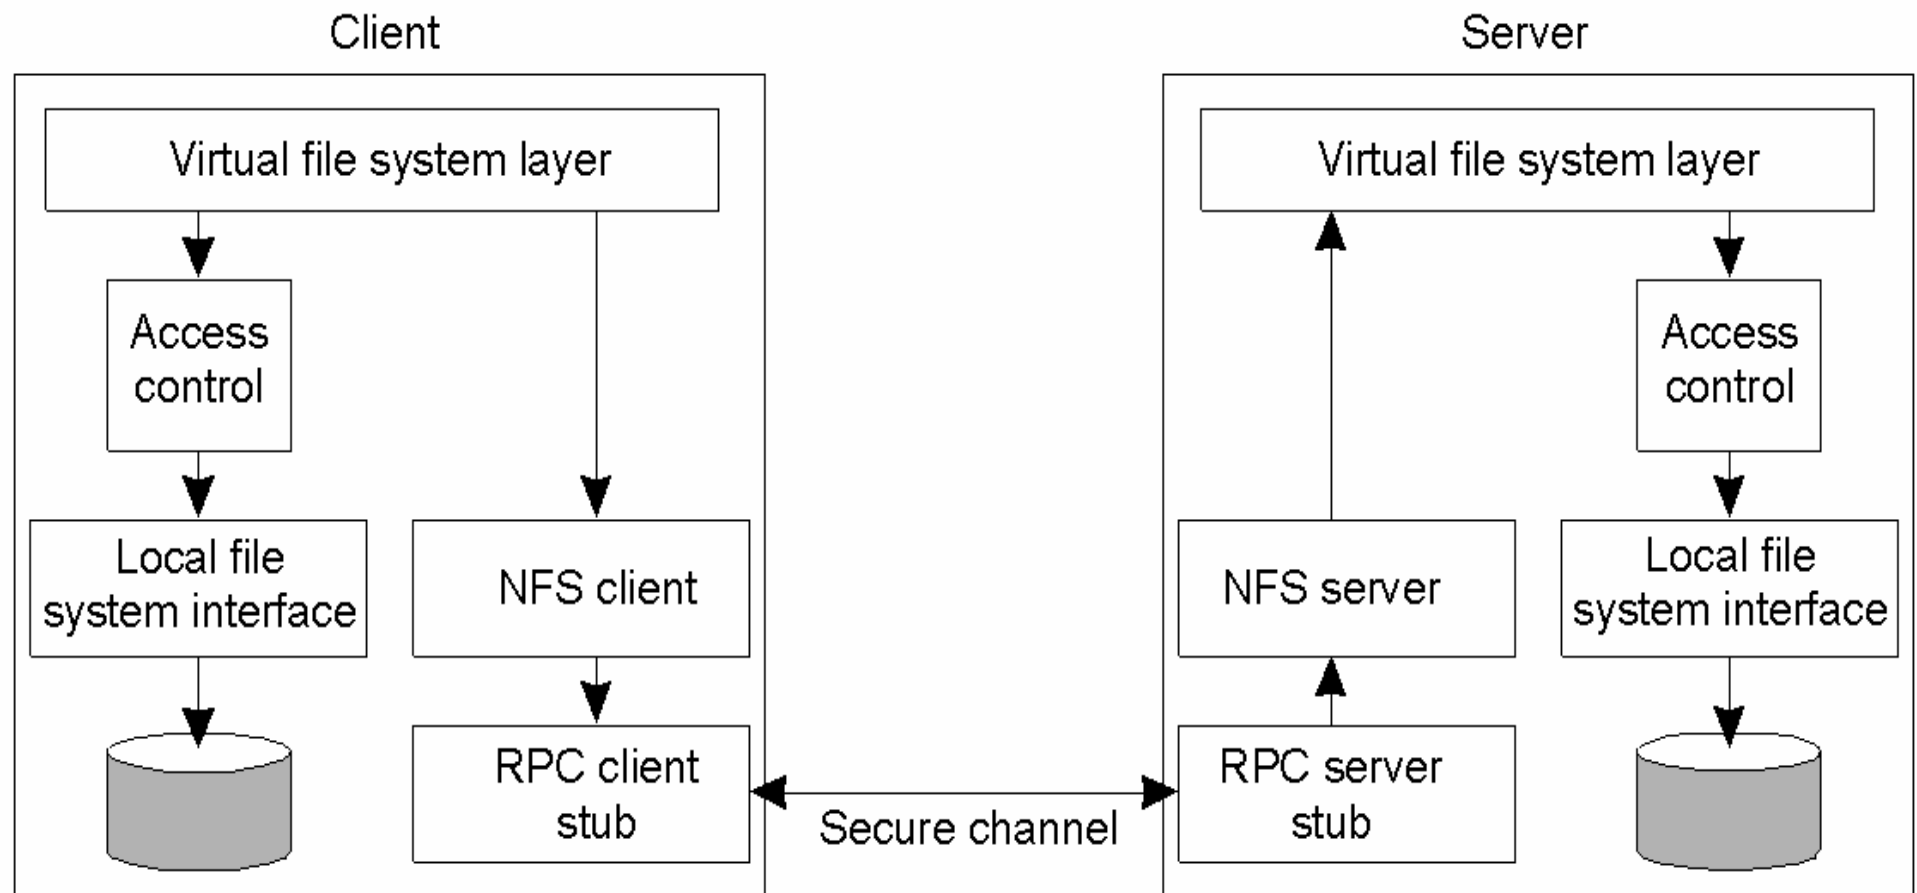 Client
Server
Virtual file system layer
Virtual file system layer
Access
control
Access
control
Local file
system interface
NFS client
NFS server
Local file
system interface
RPC client
stub
Secure channel
RPC server
stub